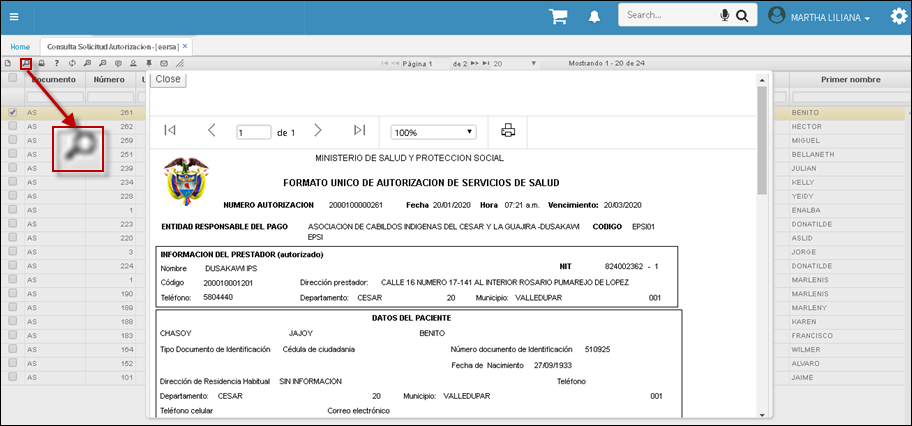 Search...
MARTHA LILIANA
Home
Consulta Solicitud Autorizacion - [eersa] ×
Página 1 de 2 20 Mostrando 1 - 20 de 24
Documento Número
Primer nombre
Close
1 de 1 100%
AS 261 BENITO
AS 262 HECTOR
AS 259 MIGUEL
AS 251 BELLANETH
AS 239 JULIAN
AS 234 KELLY
AS 228 YEIDY
AS 1 ENALBA
AS 223 DONATILDE
AS 220 ASLID
AS 3 JORGE
AS 224 DONATILDE
AS 1 MARLENIS
AS 190 MARLENIS
AS 189 MARLENY
AS 188 KAREN
AS 183 FRANCISCO
AS 164 WILMER
AS 152 ALVARO
AS 101 JAIME
MINISTERIO DE SALUD Y PROTECCION SOCIAL
FORMATO UNICO DE AUTORIZACION DE SERVICIOS DE SALUD
NUMERO AUTORIZACION 2000100000261 Fecha 20/01/2020 Hora 07:21 a.m. Vencimiento: 20/03/2020
ENTIDAD RESPONSABLE DEL PAGO ASOCIACION DE CABILDOS INDIGENAS DEL CESAR Y LA GUAJIRA -DUSAKAWI CODIGO EPSI01
EPSI
INFORMACION DEL PRESTADOR (autorizado)
Nombre DUSAKAWI IPS NIT 824002362 - 1
Código 200010001201 Dirección prestador: CALLE 16 NUMERO 17-141 AL INTERIOR ROSARIO PUMAREJO DE LOPEZ
Teléfono: 5804440 Departamento: CESAR 20 Municipio: VALLEDUPAR 001
DATOS DEL PACIENTE
CHASOY JAJOY BENITO
Tipo Documento de Identificación Cédula de ciudadania Número documento de Identificación 510925
Fecha de Nacimiento 27/09/1933
Dirección de Residencia Habitual SIN INFORMACION Teléfono
Departamento: CESAR 20 Municipio: VALLEDUPAR 001
Teléfono celular Correo electrónico